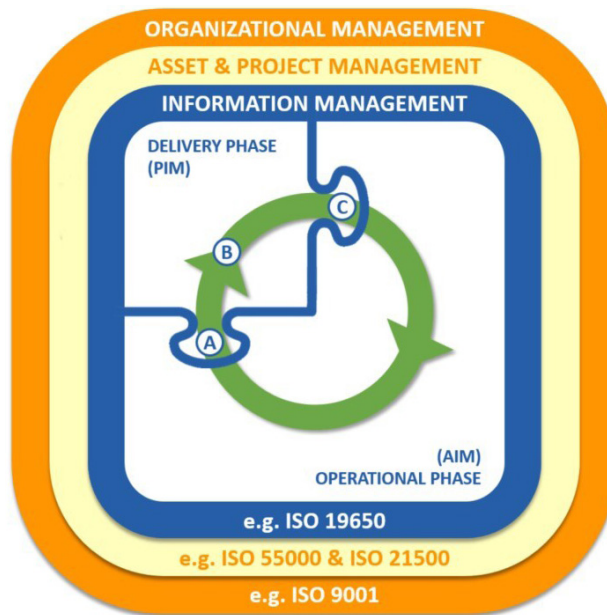 ORGANIZATIONAL MANAGEMENT
ASSET & PROJECT MANAGEMENT
INFORMATION MANAGEMENT
DELIVERY PHASE
(PIM)
C
B
A
(AIM)
OPERATIONAL PHASE
e.g. ISO 19650
e.g. ISO 55000 & ISO 21500
e.g. ISO 9001